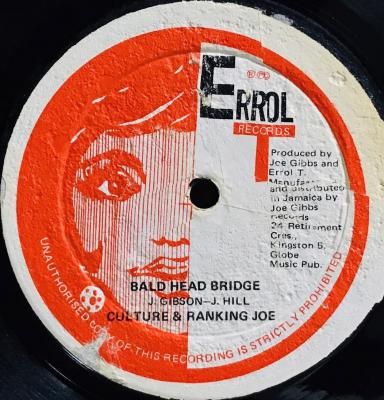 ERROL
RECORDS
Produced by
Joe Gibbs and
Errol T.
and distributed
in Jamaica by
Joe Gibbs
Records
24 Retirement
Cres.,
Kingston 5,
Globe
Music Pub.
BALD HEAD BRIDGE
J. GIBSON-J. HILL
CULTURE & RANKING JOE
UNAUTHORISED COPY OF THIS RECORDING IS STRICTLY PROHIBITED